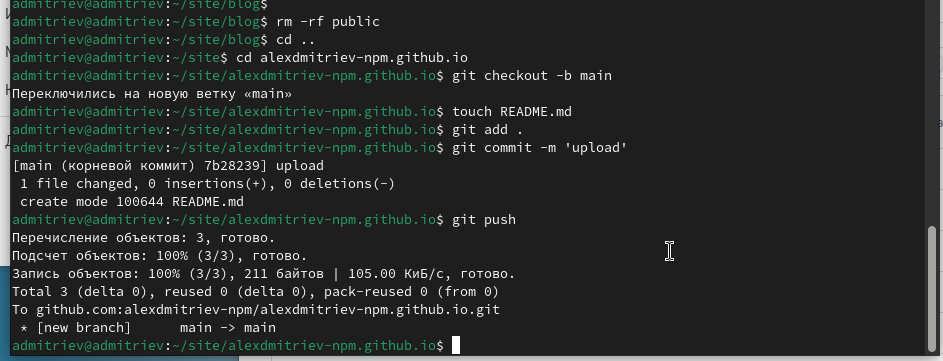 admitriev@admitriev:~/site/blog$
admitriev@admitriev:~/site/blog$ rm -rf public
admitriev@admitriev:~/site/blog$ cd ..
admitriev@admitriev:~/site$ cd alexdmitriev-npm.github.io
admitriev@admitriev:~/site/alexdmitriev-npm.github.io$ git checkout -b main
Переключились на новую ветку «main»
admitriev@admitriev:~/site/alexdmitriev-npm.github.io$ touch README.md
admitriev@admitriev:~/site/alexdmitriev-npm.github.io$ git add .
admitriev@admitriev:~/site/alexdmitriev-npm.github.io$ git commit -m 'upload'
[main (корневой коммит) 7b28239] upload
 1 file changed, 0 insertions(+), 0 deletions(-)
 create mode 100644 README.md
admitriev@admitriev:~/site/alexdmitriev-npm.github.io$ git push
Перечисление объектов: 3, готово.
Подсчет объектов: 100% (3/3), готово.
Запись объектов: 100% (3/3), 211 байтов | 105.00 КиБ/с, готово.
Total 3 (delta 0), reused 0 (delta 0), pack-reused 0 (from 0)
To github.com:alexdmitriev-npm/alexdmitriev-npm.github.io.git
 * [new branch]      main -> main
admitriev@admitriev:~/site/alexdmitriev-npm.github.io$